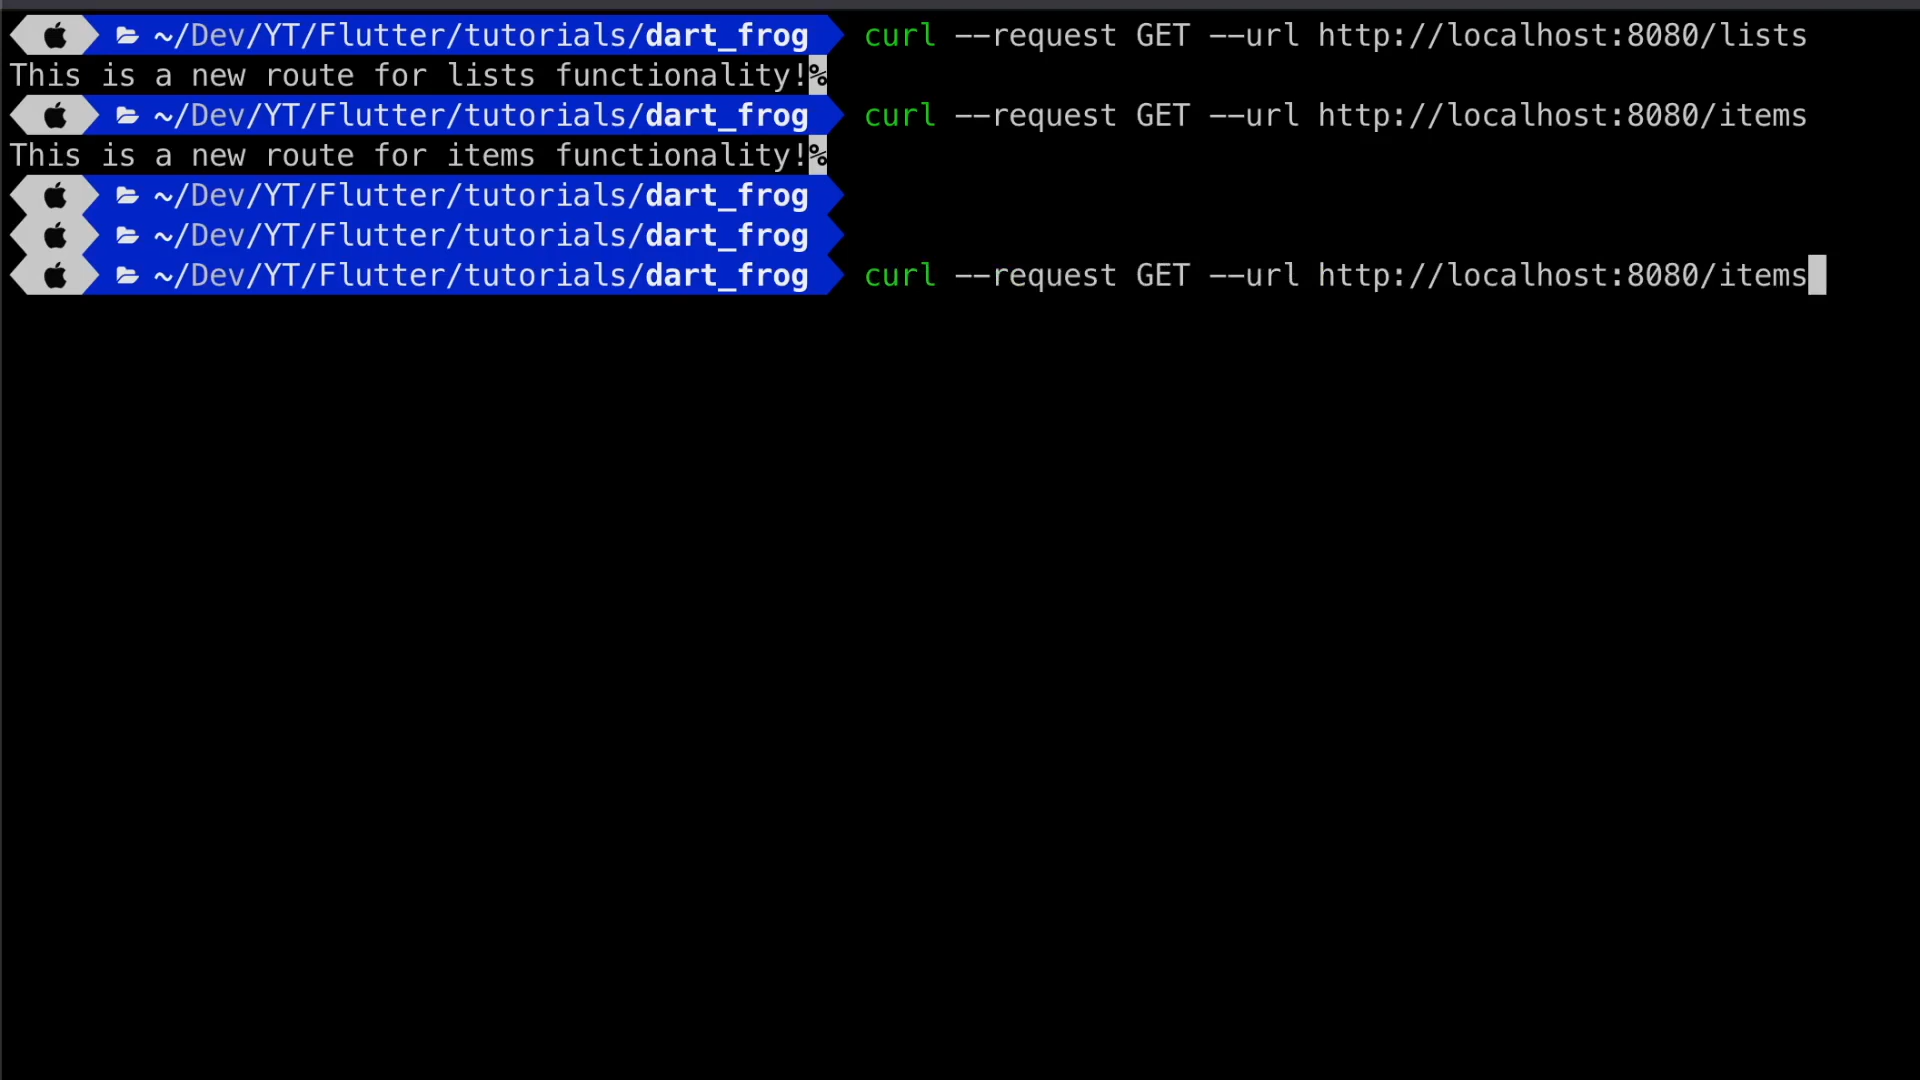 ~/Dev/YT/Flutter/tutorials/dart_frog curl --request GET --url http://localhost:8080/lists
This is a new route for lists functionality!%
~/Dev/YT/Flutter/tutorials/dart_frog curl --request GET --url http://localhost:8080/items
This is a new route for items functionality!%
~/Dev/YT/Flutter/tutorials/dart_frog
~/Dev/YT/Flutter/tutorials/dart_frog
~/Dev/YT/Flutter/tutorials/dart_frog curl --request GET --url http://localhost:8080/items